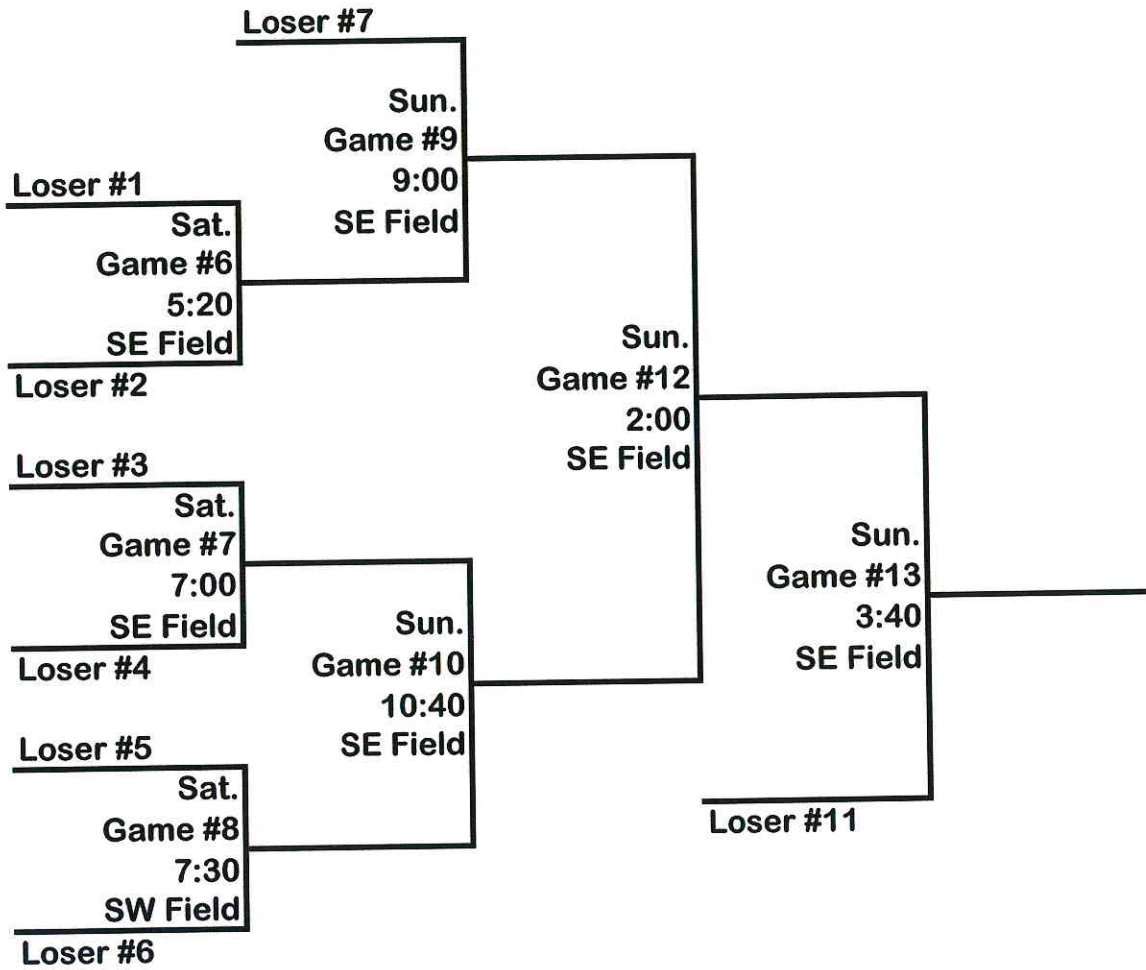 Loser #7
Sun.
Game #9
9:00
SE Field
Loser #1
Sat.
Game #6
5:20
SE Field
Loser #2
Sun.
Game #12
2:00
SE Field
Loser #3
Sat.
Game #7
7:00
SE Field
Loser #4
Sun.
Game #10
10:40
SE Field
Sun.
Game #13
3:40
SE Field
Loser #5
Sat.
Game #8
7:30
SW Field
Loser #6
Loser #11